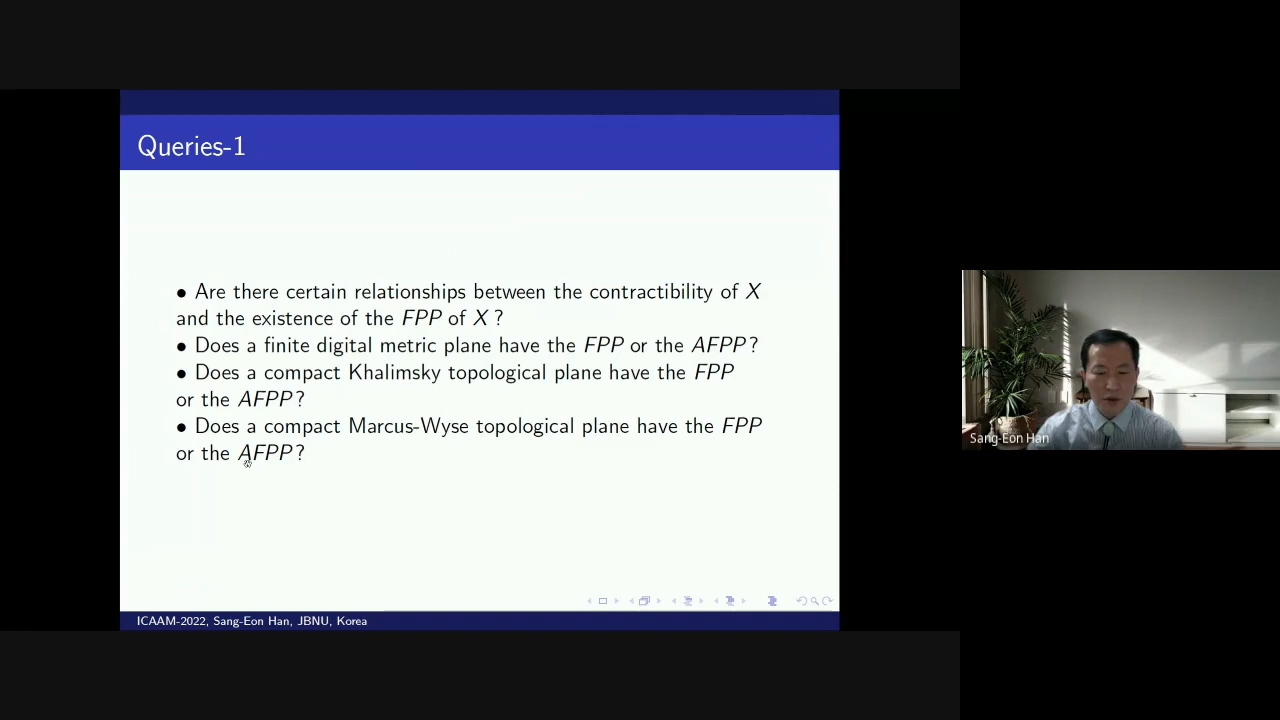 Queries-1
• Are there certain relationships between the contractibility of X
and the existence of the FPP of X ?
• Does a finite digital metric plane have the FPP or the AFPP ?
• Does a compact Khalimsky topological plane have the FPP
or the AFPP ?
• Does a compact Marcus-Wyse topological plane have the FPP
or the AFPP ?
ICAAM-2022, Sang-Eon Han, JBNU, Korea
Sang-Eon Han